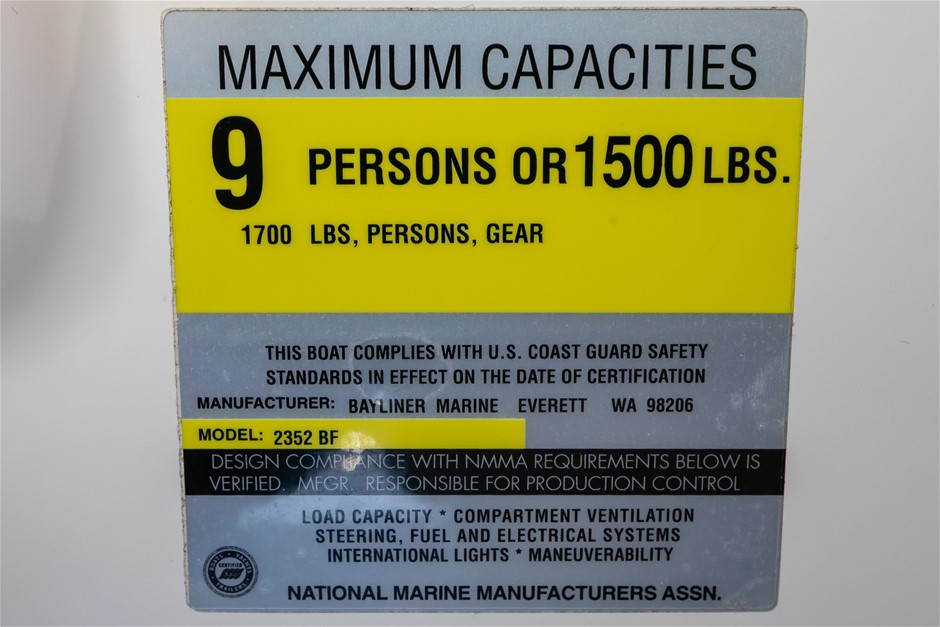 MAXIMUM CAPACITIES
9 PERSONS OR 1500 LBS.
1700 LBS, PERSONS, GEAR
THIS BOAT COMPLIES WITH U.S. COAST GUARD SAFETY
STANDARDS IN EFFECT ON THE DATE OF CERTIFICATION
MANUFACTURER: BAYLINER MARINE EVERETT WA 98206
MODEL: 2352 BF
DESIGN COMPLIANCE WITH NMMA REQUIREMENTS BELOW IS
VERIFIED. MFGR. RESPONSIBLE FOR PRODUCTION CONTROL
LOAD CAPACITY * COMPARTMENT VENTILATION
STEERING, FUEL AND ELECTRICAL SYSTEMS
INTERNATIONAL LIGHTS * MANEUVERABILITY
CERTIFIED
NATIONAL MARINE MANUFACTURERS ASSN.